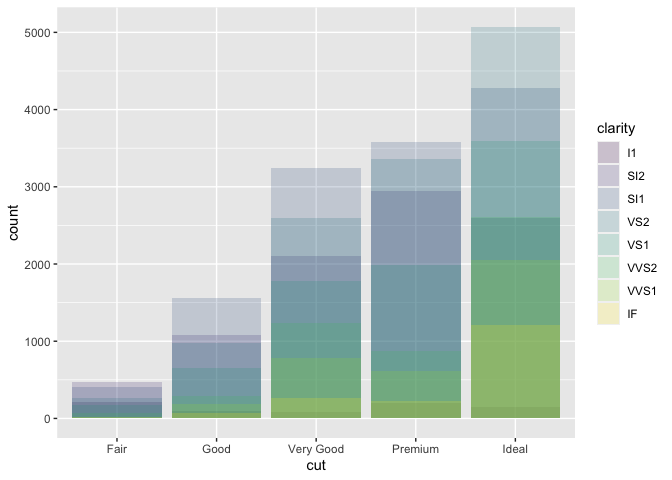 5000
4000
3000
2000
1000
0
count
Fair
Good
Very Good
Premium
Ideal
cut
clarity
I1
SI2
SI1
VS2
VS1
VVS2
VVS1
IF